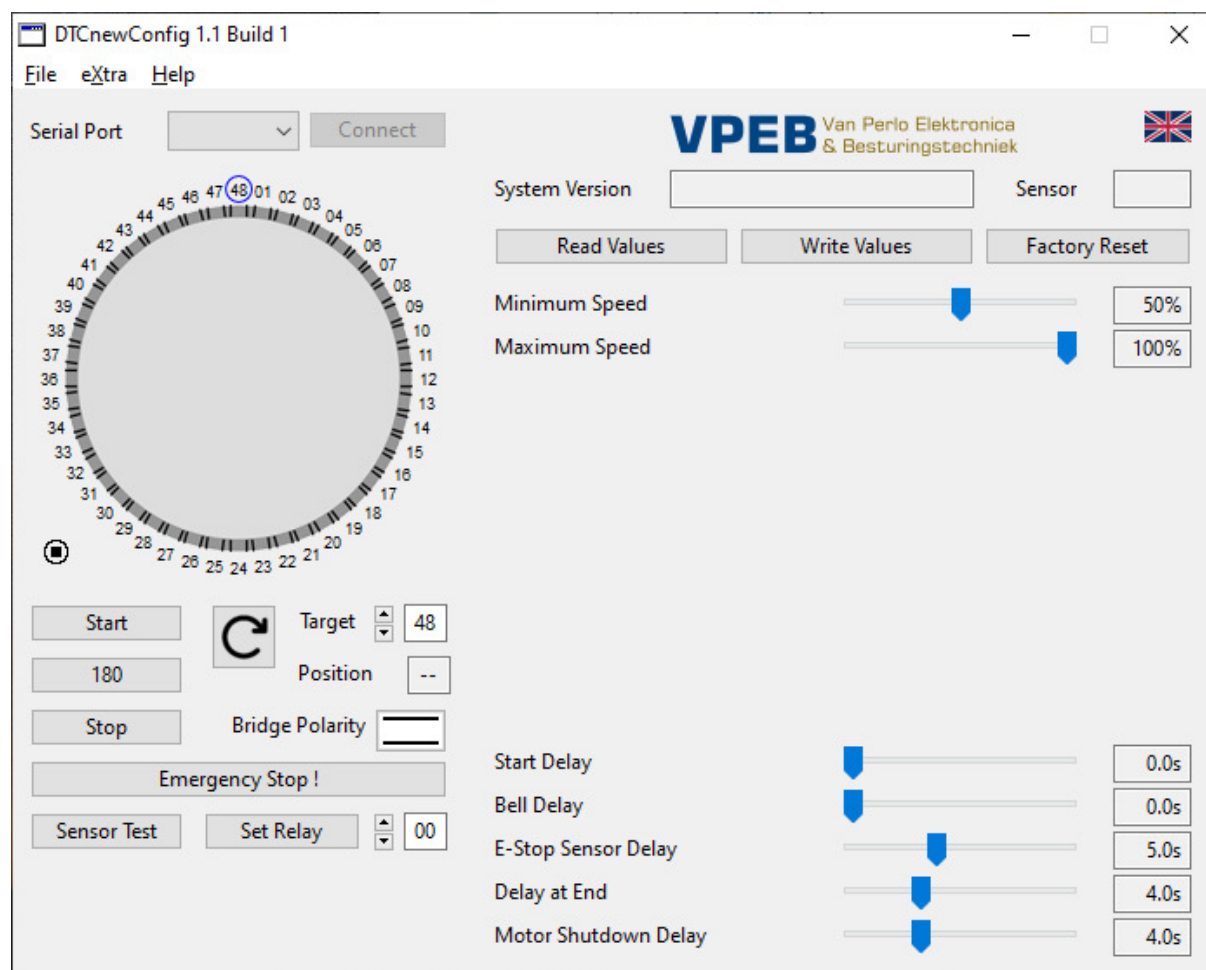 DTCnewConfig 1.1 Build 1
File eXtra Help
Serial Port Connect
VPEB Van Perlo Elektronica
& Besturingstechniek
System Version Sensor
Read Values Write Values Factory Reset
Minimum Speed 50%
Maximum Speed 100%
48
01
02
03
04
05
06
07
08
09
10
11
12
13
14
15
16
17
18
19
20
21
22
23
24
25
26
27
28
29
30
31
32
33
34
35
36
37
38
39
40
41
42
43
44
45
46
47
Start Target 48
180 Position --
Stop Bridge Polarity
Emergency Stop !
Sensor Test Set Relay 00
Start Delay 0.0s
Bell Delay 0.0s
E-Stop Sensor Delay 5.0s
Delay at End 4.0s
Motor Shutdown Delay 4.0s